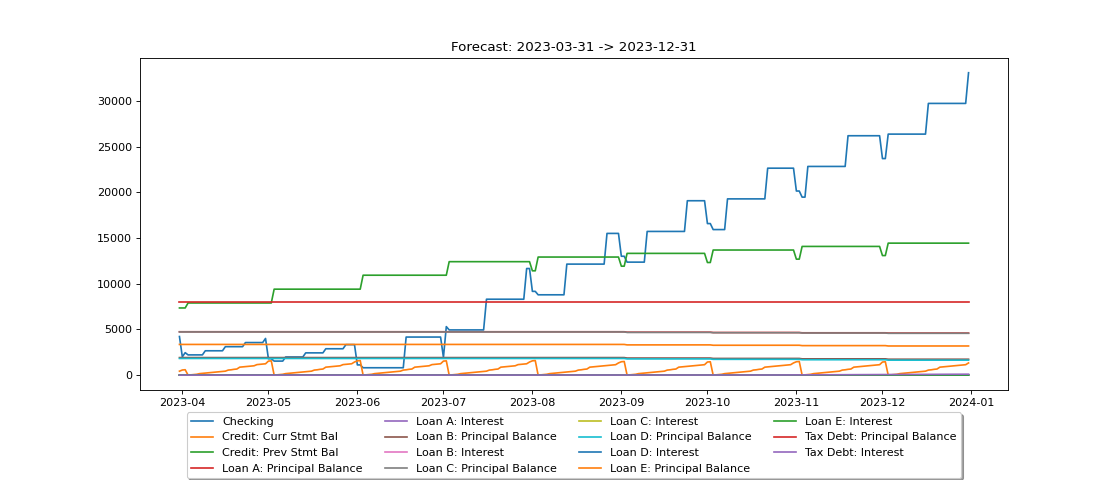 Forecast: 2023-03-31 -> 2023-12-31
30000
25000
20000
15000
10000
5000
0
2023-04 2023-05 2023-06 2023-07 2023-08 2023-09 2023-10 2023-11 2023-12 2024-01
Checking Loan A: Interest Loan C: Interest Loan E: Interest
Credit: Curr Stmt Bal Loan B: Principal Balance Loan D: Principal Balance Tax Debt: Principal Balance
Credit: Prev Stmt Bal Loan B: Interest Loan D: Interest Tax Debt: Interest
Loan A: Principal Balance Loan C: Principal Balance Loan E: Principal Balance